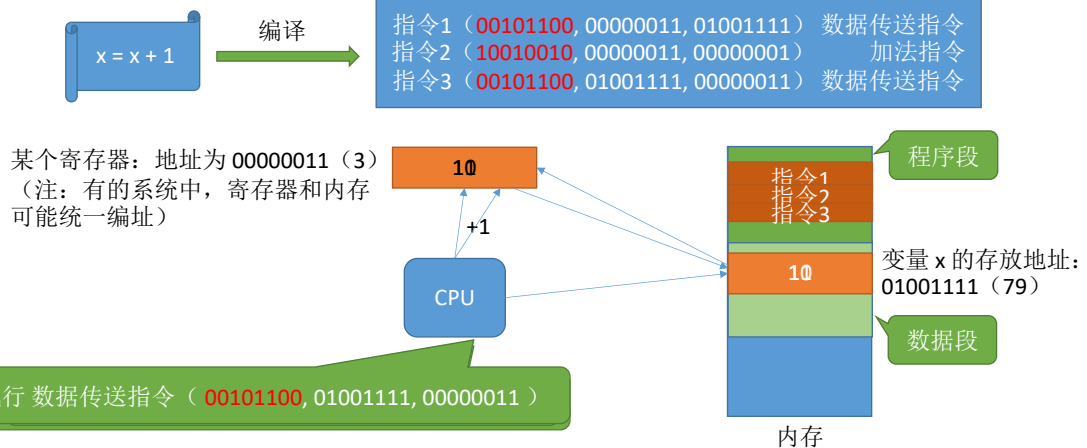 x = x + 1
编译
指令1（00101100, 00000011, 01001111） 数据传送指令
指令2（10010010, 00000011, 00000001） 加法指令
指令3（00101100, 01001111, 00000011） 数据传送指令
某个寄存器：地址为 00000011（3）
（注：有的系统中，寄存器和内存
可能统一编址）
+1
CPU
程序段
指令1
指令2
指令3
变量 x 的存放地址：
01001111（79）
数据段
行 数据传送指令（ 00101100, 01001111, 00000011 ）
内存